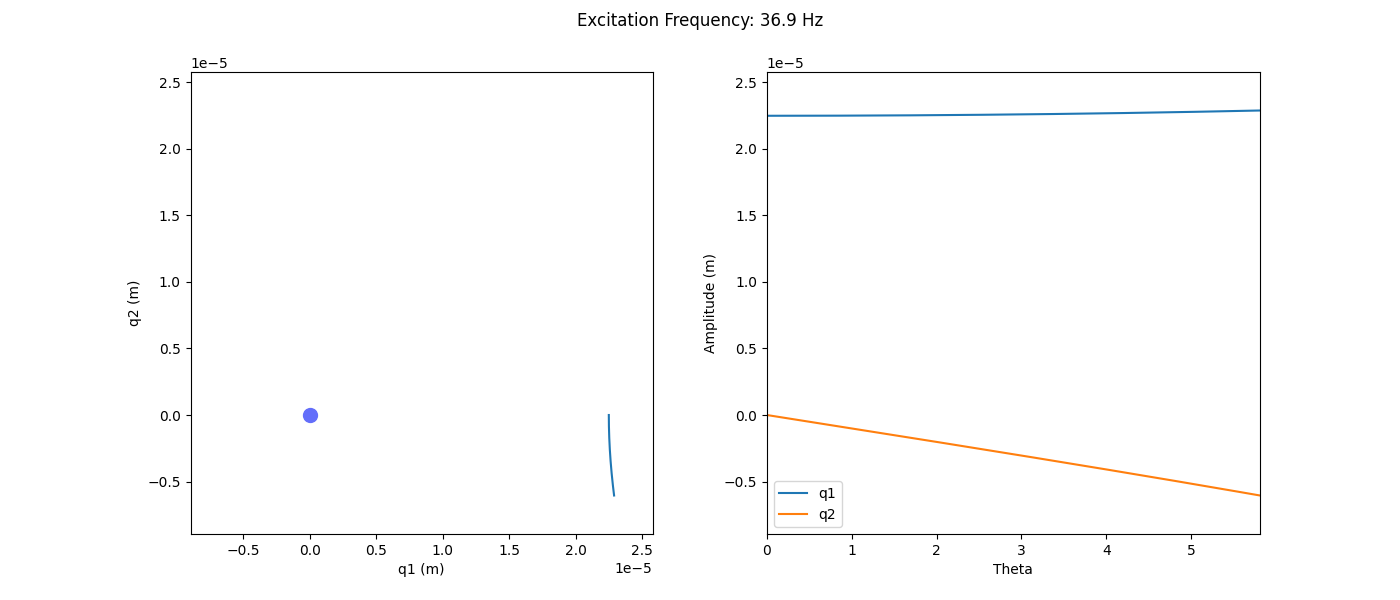 Excitation Frequency: 36.9 Hz
1e−5
2.5
2.0
1.5
1.0
0.5
0.0
−0.5
q2 (m)
−0.5 0.0 0.5 1.0 1.5 2.0 2.5
q1 (m)
1e−5
1e−5
2.5
2.0
1.5
1.0
0.5
0.0
−0.5
Amplitude (m)
q1
q2
0 1 2 3 4 5
Theta